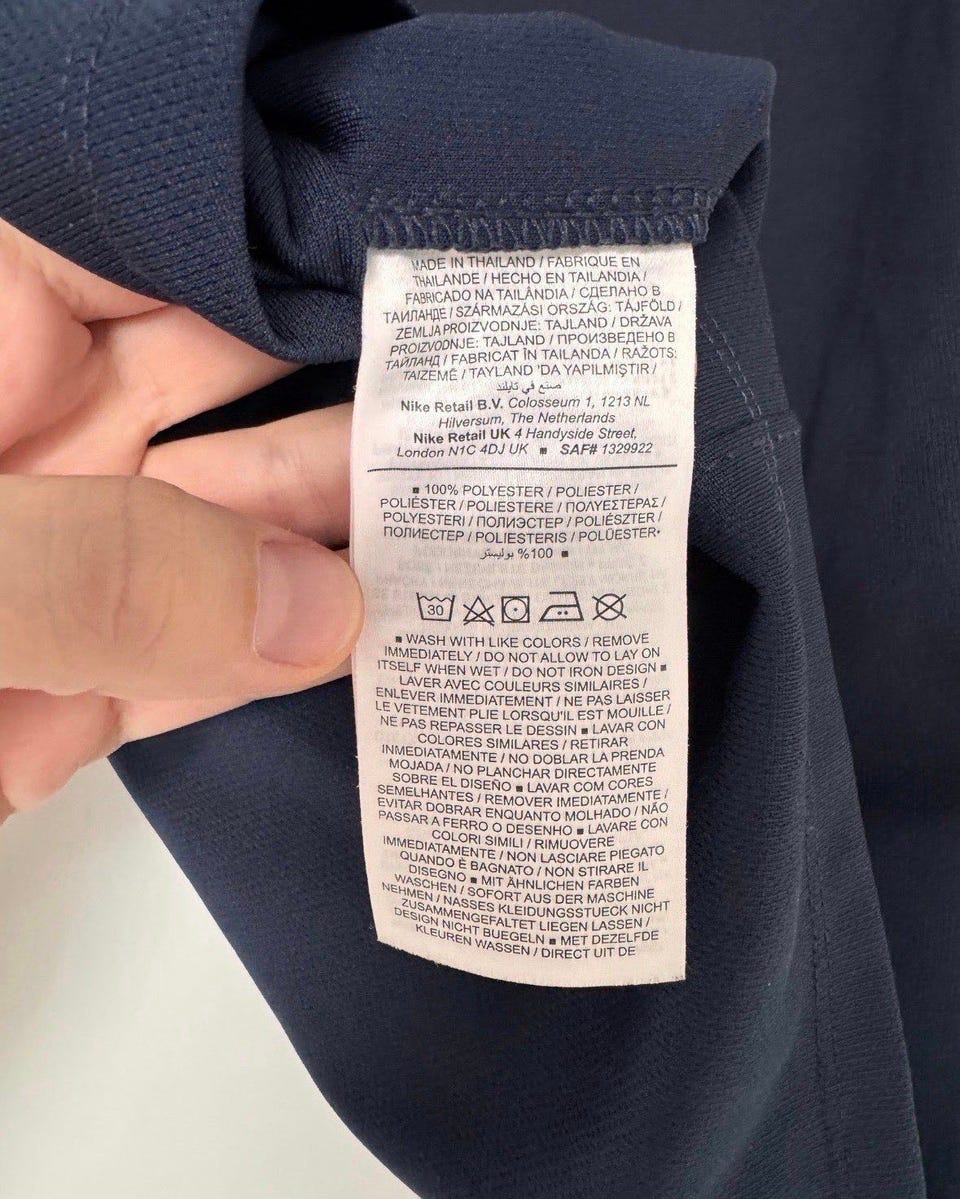 MADE IN THAILAND / FABRIQUE EN
THAILANDE / HECHO EN TAILANDIA /
FABRICADO NA TAILÂNDIA / СДЕЛАНО В
ТАИЛАНДЕ / SZÁRMAZÁSI ORSZÁG: TÁJFÖLD /
ZEMLJA PROIZVODNJE: TAJLAND / DRŽAVA
PROIZVODNJE: TAJLAND / ПРОИЗВЕДЕНО В
ТАЙЛАНД / FABRICAT ÎN TAILANDA / RAŽOTS:
TAIZEMĒ / TAYLAND 'DA YAPILMIŞTIR /
صنع في تايلند
Nike Retail B.V. Colosseum 1, 1213 NL
Hilversum, The Netherlands
Nike Retail UK 4 Handyside Street,
London N1C 4DJ UK ■ SAF# 1329922
■ 100% POLYESTER / POLIESTER /
POLIÉSTER / POLIESTERE / ΠΟΛΥΕΣΤΕΡΑΣ /
POLYESTERI / ПОЛИЭСТЕР / POLIÉSZTER /
ПОЛИЕСТЕР / POLIESTERIS / POLÜESTER•
100% بوليستر ■
30
■ WASH WITH LIKE COLORS / REMOVE
IMMEDIATELY / DO NOT ALLOW TO LAY ON
ITSELF WHEN WET / DO NOT IRON DESIGN ■
LAVER AVEC COULEURS SIMILAIRES /
ENLEVER IMMEDIATEMENT / NE PAS LAISSER
LE VETEMENT PLIE LORSQU'IL EST MOUILLE /
NE PAS REPASSER LE DESSIN ■ LAVAR CON
COLORES SIMILARES / RETIRAR
INMEDIATAMENTE / NO DOBLAR LA PRENDA
MOJADA / NO PLANCHAR DIRECTAMENTE
SOBRE EL DISEÑO ■ LAVAR COM CORES
SEMELHANTES / REMOVER IMEDIATAMENTE /
EVITAR DOBRAR ENQUANTO MOLHADO / NÃO
PASSAR A FERRO O DESENHO ■ LAVARE CON
COLORI SIMILI / RIMUOVERE
IMMEDIATAMENTE / NON LASCIARE PIEGATO
QUANDO È BAGNATO / NON STIRARE IL
DISEGNO ■ MIT ÄHNLICHEN FARBEN
WASCHEN / SOFORT AUS DER MASCHINE
NEHMEN / NASSES KLEIDUNGSSTUECK NICHT
ZUSAMMENGEFALTET LIEGEN LASSEN /
DESIGN NICHT BUEGELN ■ MET DEZELFDE
KLEUREN WASSEN / DIRECT UIT DE